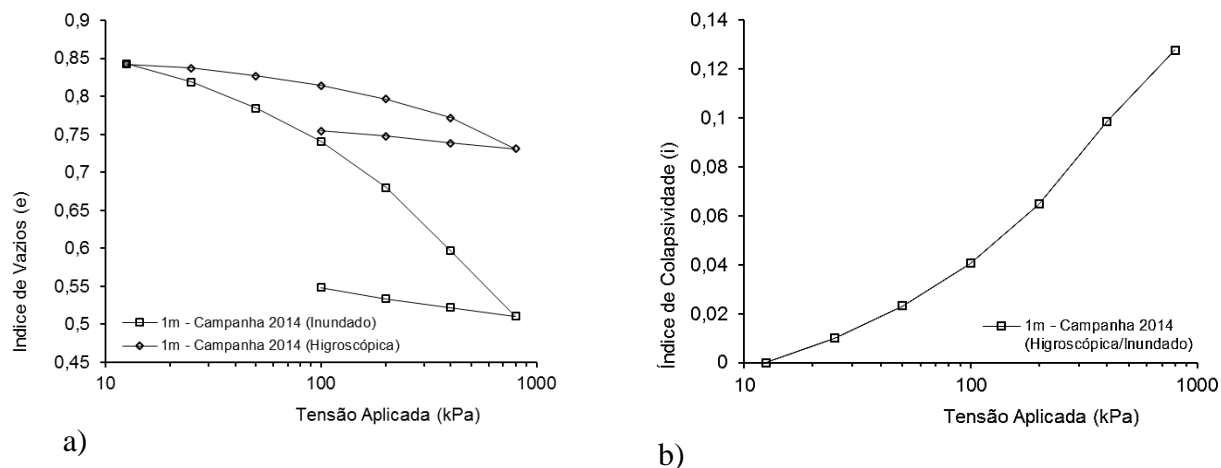 0,9
0,85
0,8
0,75
0,7
0,65
0,6
0,55
0,5
0,45
Indice de Vazios (e)
1m - Campanha 2014 (Inundado)
1m - Campanha 2014 (Higroscópica)
10
100
1000
Tensão Aplicada (kPa)
a)
0,14
0,12
0,1
0,08
0,06
0,04
0,02
0
Índice de Colapsividade (i)
1m - Campanha 2014
(Higroscópica/Inundado)
10
100
1000
Tensão Aplicada (kPa)
b)